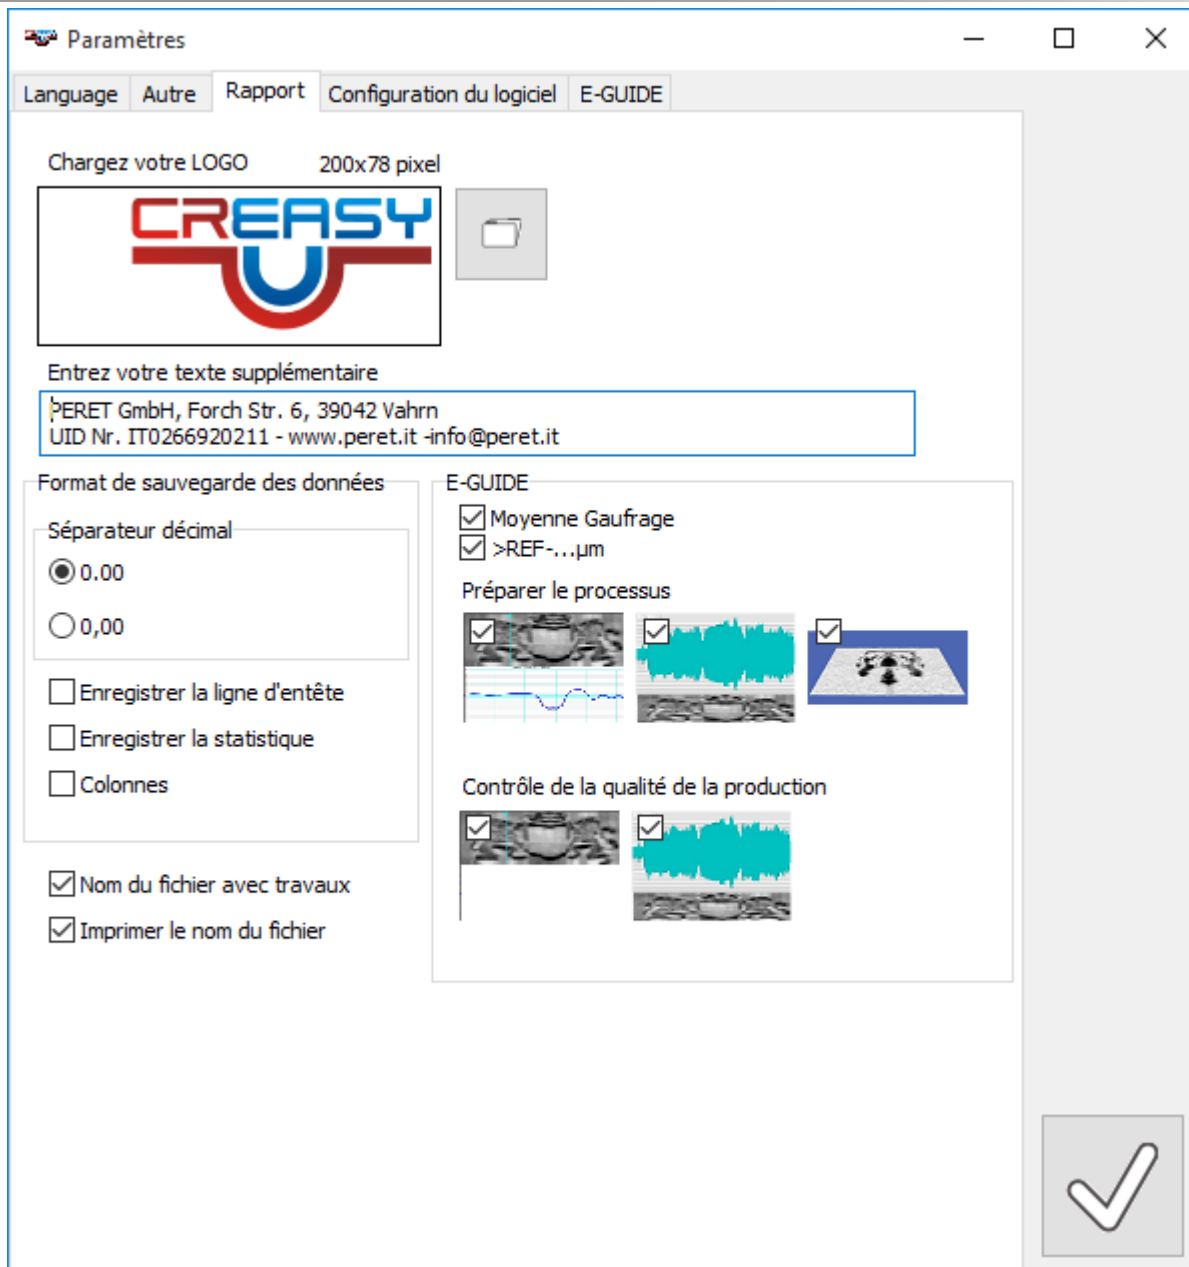 Paramètres
Language Autre Rapport Configuration du logiciel E-GUIDE
Chargez votre LOGO 200x78 pixel
CREASY
Entrez votre texte supplémentaire
PERET GmbH, Forch Str. 6, 39042 Vahrn
UID Nr. IT0266920211 - www.peret.it -info@peret.it
Format de sauvegarde des données
Séparateur décimal
0.00
0,00
Enregistrer la ligne d'entête
Enregistrer la statistique
Colonnes
Nom du fichier avec travaux
Imprimer le nom du fichier
E-GUIDE
Moyenne Gaufrage
>REF-...µm
Préparer le processus
Contrôle de la qualité de la production